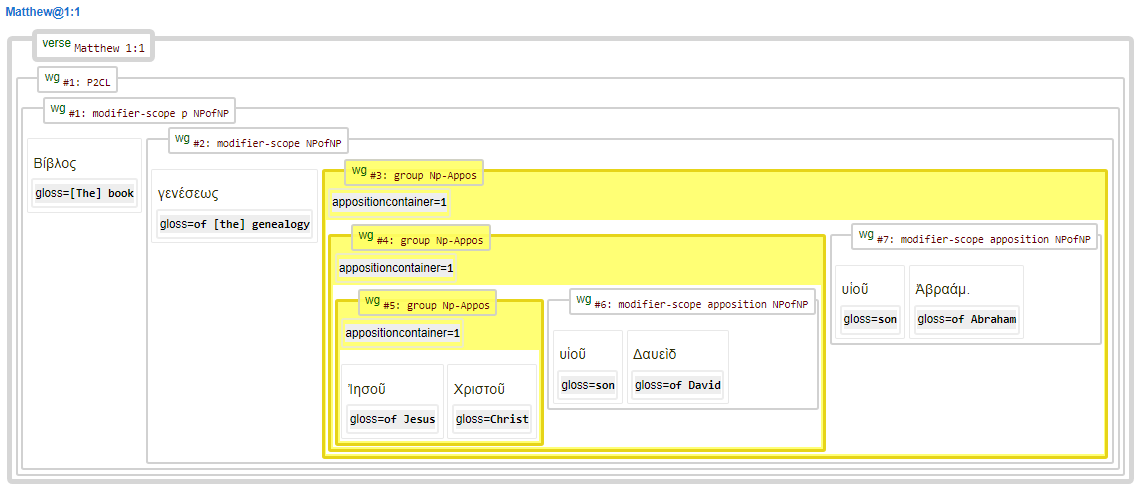 Matthew@1:1
verse Matthew 1:1
wg #1: P2CL
wg #1: modifier-scope p NPofNP
Βίβλος
gloss=[The] book
wg #2: modifier-scope NPofNP
γενέσεως
gloss=of [the] genealogy
wg #3: group Np-Appos
appositioncontainer=1
wg #4: group Np-Appos
appositioncontainer=1
wg #5: group Np-Appos
appositioncontainer=1
Ἰησοῦ
gloss=of Jesus
Χριστοῦ
gloss=Christ
wg #6: modifier-scope apposition NPofNP
υἱοῦ
gloss=son
Δαυεὶδ
gloss=of David
wg #7: modifier-scope apposition NPofNP
υἱοῦ
gloss=son
Ἀβραάμ.
gloss=of Abraham